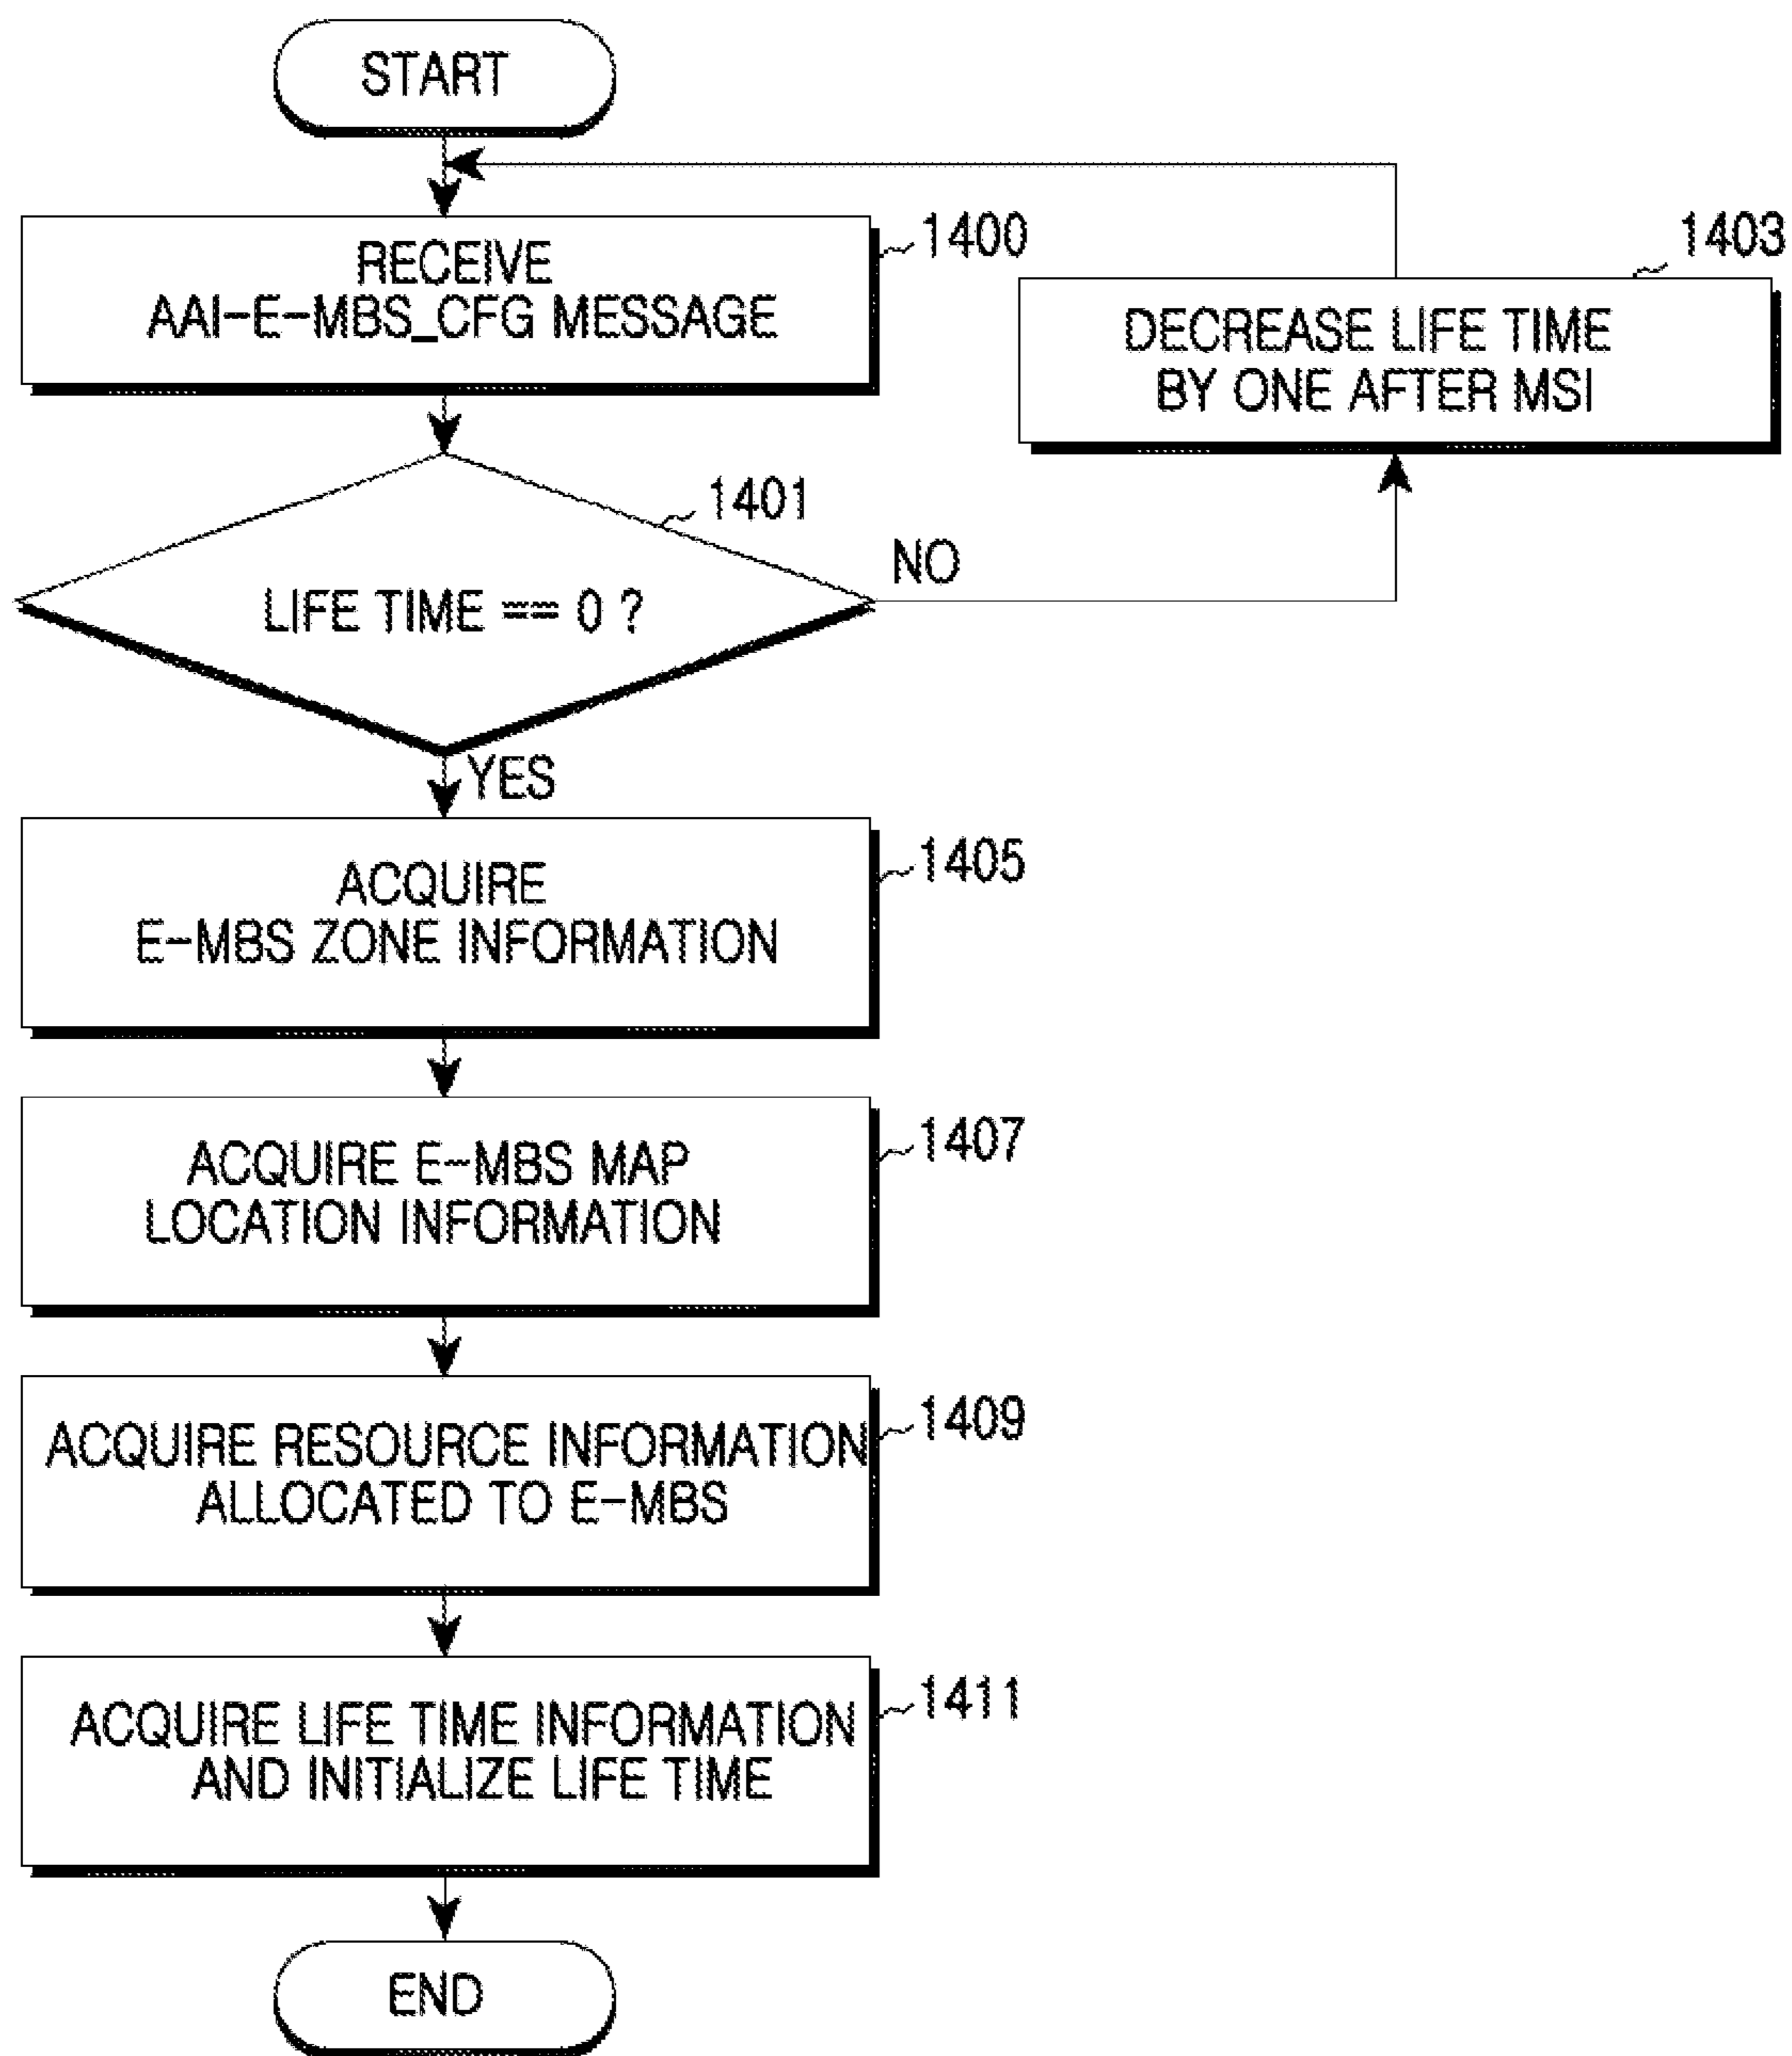 START
1400
RECEIVE
AAI-E-MBS_CFG MESSAGE
1403
DECREASE LIFE TIME
BY ONE AFTER MSI
1401
LIFE TIME == 0 ?
NO
YES
1405
ACQUIRE
E-MBS ZONE INFORMATION
1407
ACQUIRE E-MBS MAP
LOCATION INFORMATION
1409
ACQUIRE RESOURCE INFORMATION
ALLOCATED TO E-MBS
1411
ACQUIRE LIFE TIME INFORMATION
AND INITIALIZE LIFE TIME
END